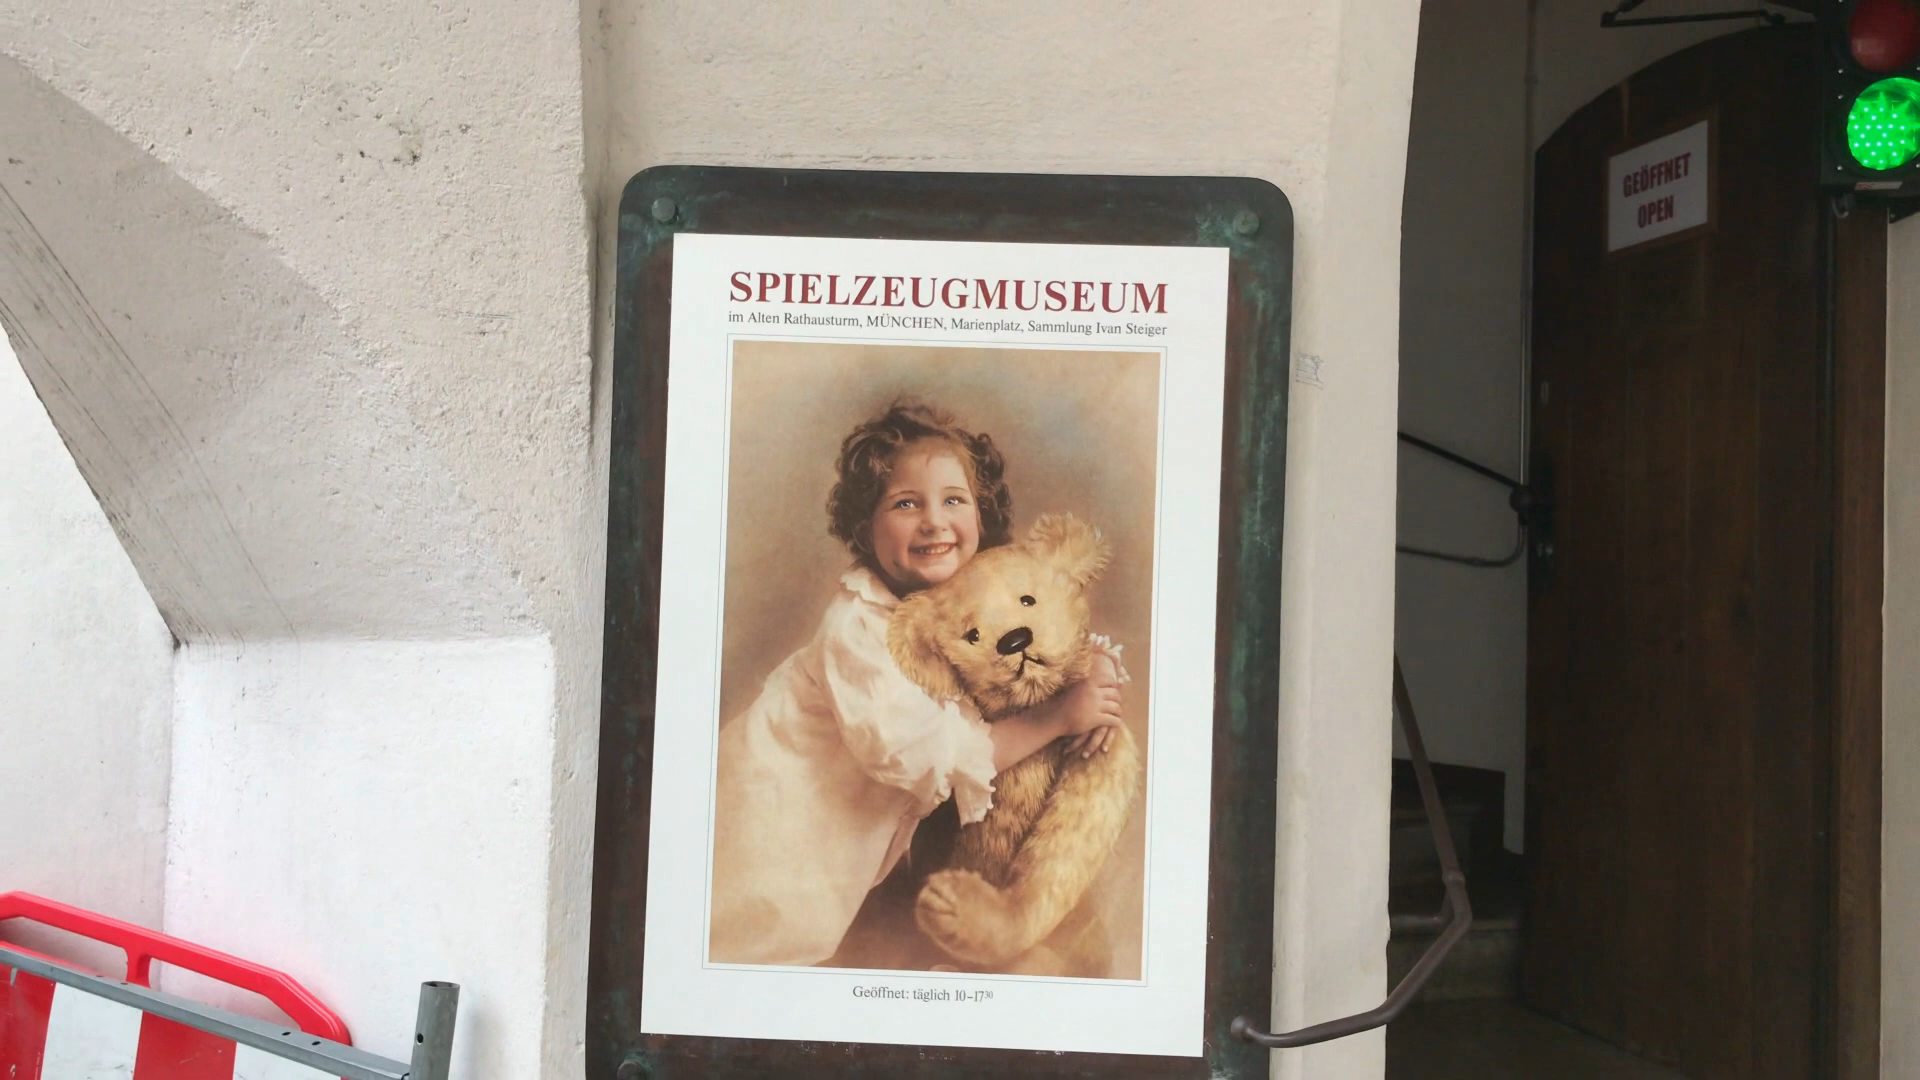 SPIELZEUGMUSEUM
im Alten Rathausturm, MÜNCHEN, Marienplatz, Sammlung Ivan Steiger
Geöffnet: täglich 10–17³⁰
GEÖFFNET
OPEN